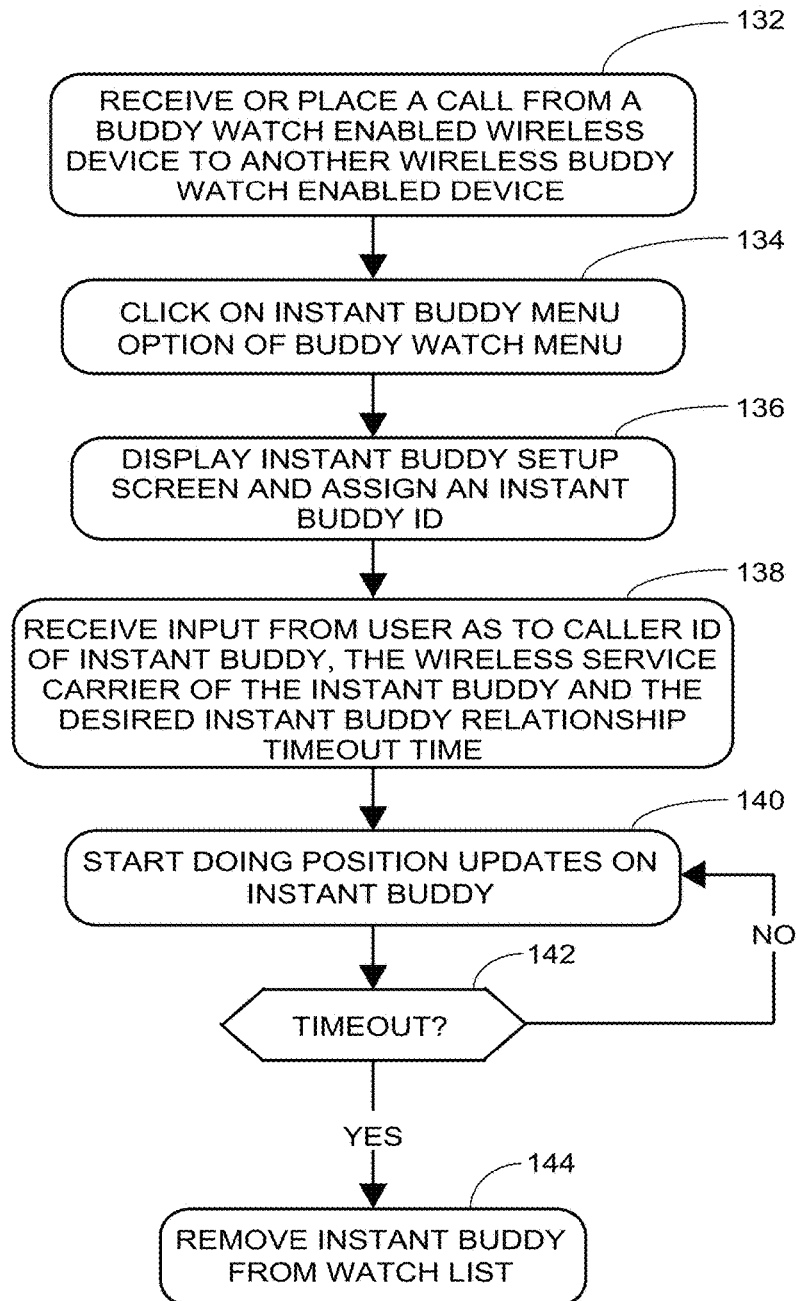 132
RECEIVE OR PLACE A CALL FROM A
BUDDY WATCH ENABLED WIRELESS
DEVICE TO ANOTHER WIRELESS BUDDY
WATCH ENABLED DEVICE
134
CLICK ON INSTANT BUDDY MENU
OPTION OF BUDDY WATCH MENU
136
DISPLAY INSTANT BUDDY SETUP
SCREEN AND ASSIGN AN INSTANT
BUDDY ID
138
RECEIVE INPUT FROM USER AS TO CALLER ID
OF INSTANT BUDDY, THE WIRELESS SERVICE
CARRIER OF THE INSTANT BUDDY AND THE
DESIRED INSTANT BUDDY RELATIONSHIP
TIMEOUT TIME
140
START DOING POSITION UPDATES ON
INSTANT BUDDY
NO
142
TIMEOUT?
YES
144
REMOVE INSTANT BUDDY
FROM WATCH LIST